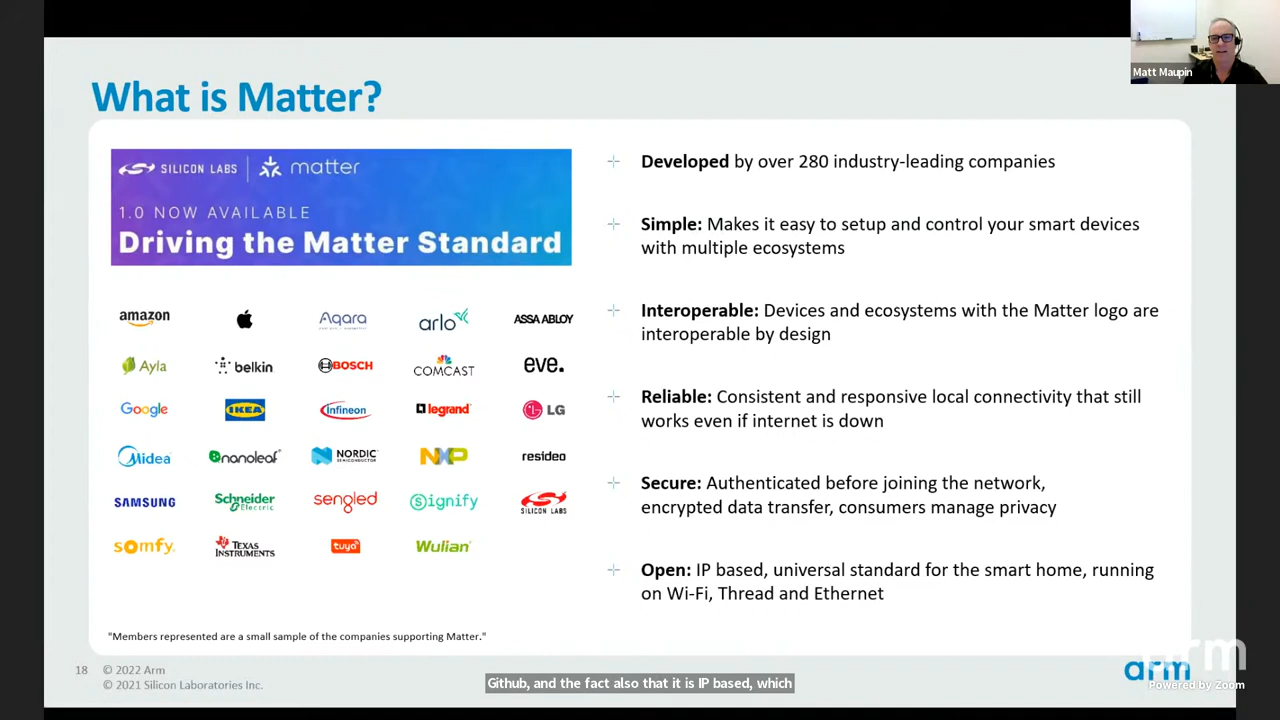 Matt Maupin
What is Matter?
SILICON LABS matter
1.0 NOW AVAILABLE
Driving the Matter Standard
amazon Aqara arlo ASSA ABLOY
Ayla belkin BOSCH COMCAST eve.
Google IKEA infineon legrand LG
Midea nanoleaf NORDIC SEMICONDUCTOR NXP resideo
SAMSUNG Schneider Electric sengled Signify SILICON LABS
somfy. TEXAS INSTRUMENTS tuya Wulian
"Members represented are a small sample of the companies supporting Matter."
Developed by over 280 industry-leading companies
Simple: Makes it easy to setup and control your smart devices
with multiple ecosystems
Interoperable: Devices and ecosystems with the Matter logo are
interoperable by design
Reliable: Consistent and responsive local connectivity that still
works even if internet is down
Secure: Authenticated before joining the network,
encrypted data transfer, consumers manage privacy
Open: IP based, universal standard for the smart home, running
on Wi-Fi, Thread and Ethernet
18 © 2022 Arm
© 2021 Silicon Laboratories Inc.
Github, and the fact also that it is IP based, which
arm
arm
Powered by Zoom